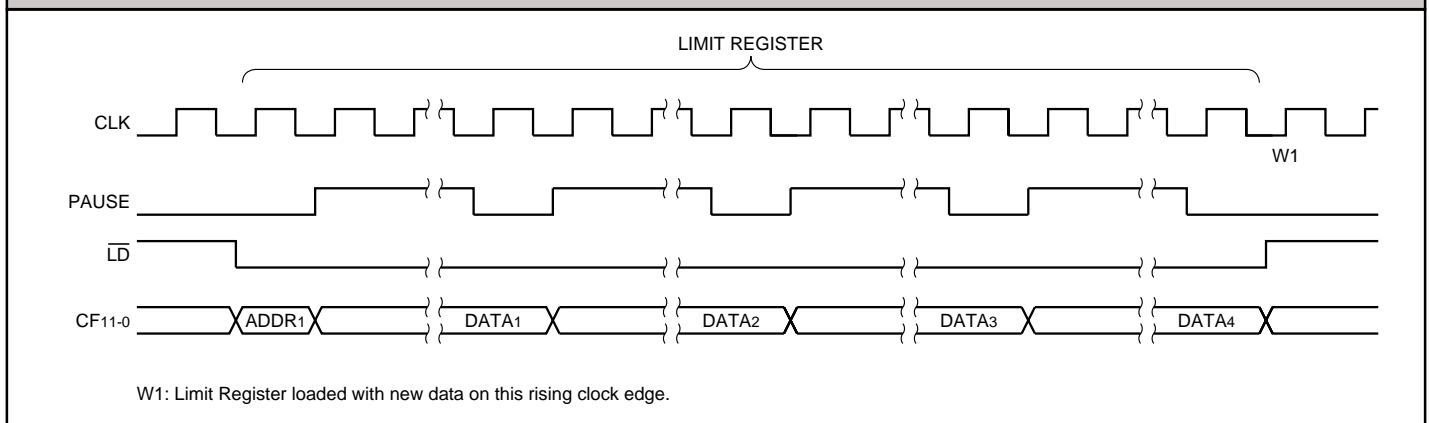 LIMIT REGISTER
CLK
W1
PAUSE
LD
CF11-0 ADDR1 DATA1 DATA2 DATA3 DATA4
W1: Limit Register loaded with new data on this rising clock edge.